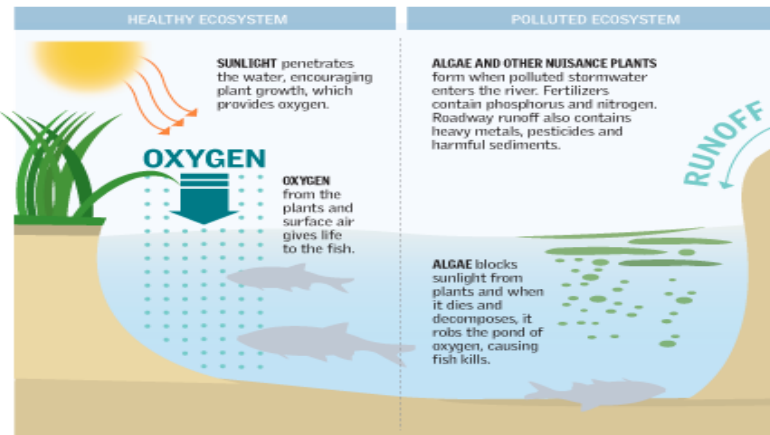 HEALTHY ECOSYSTEM
SUNLIGHT penetrates
the water, encouraging
plant growth, which
provides oxygen.
OXYGEN
OXYGEN
from the
plants and
surface air
gives life
to the fish.
POLLUTED ECOSYSTEM
ALGAE AND OTHER NUISANCE PLANTS
form when polluted stormwater
enters the river. Fertilizers
contain phosphorus and nitrogen.
Roadway runoff also contains
heavy metals, pesticides and
harmful sediments.
RUNOFF
ALGAE blocks
sunlight from
plants and when
it dies and
decomposes, it
robs the pond of
oxygen, causing
fish kills.